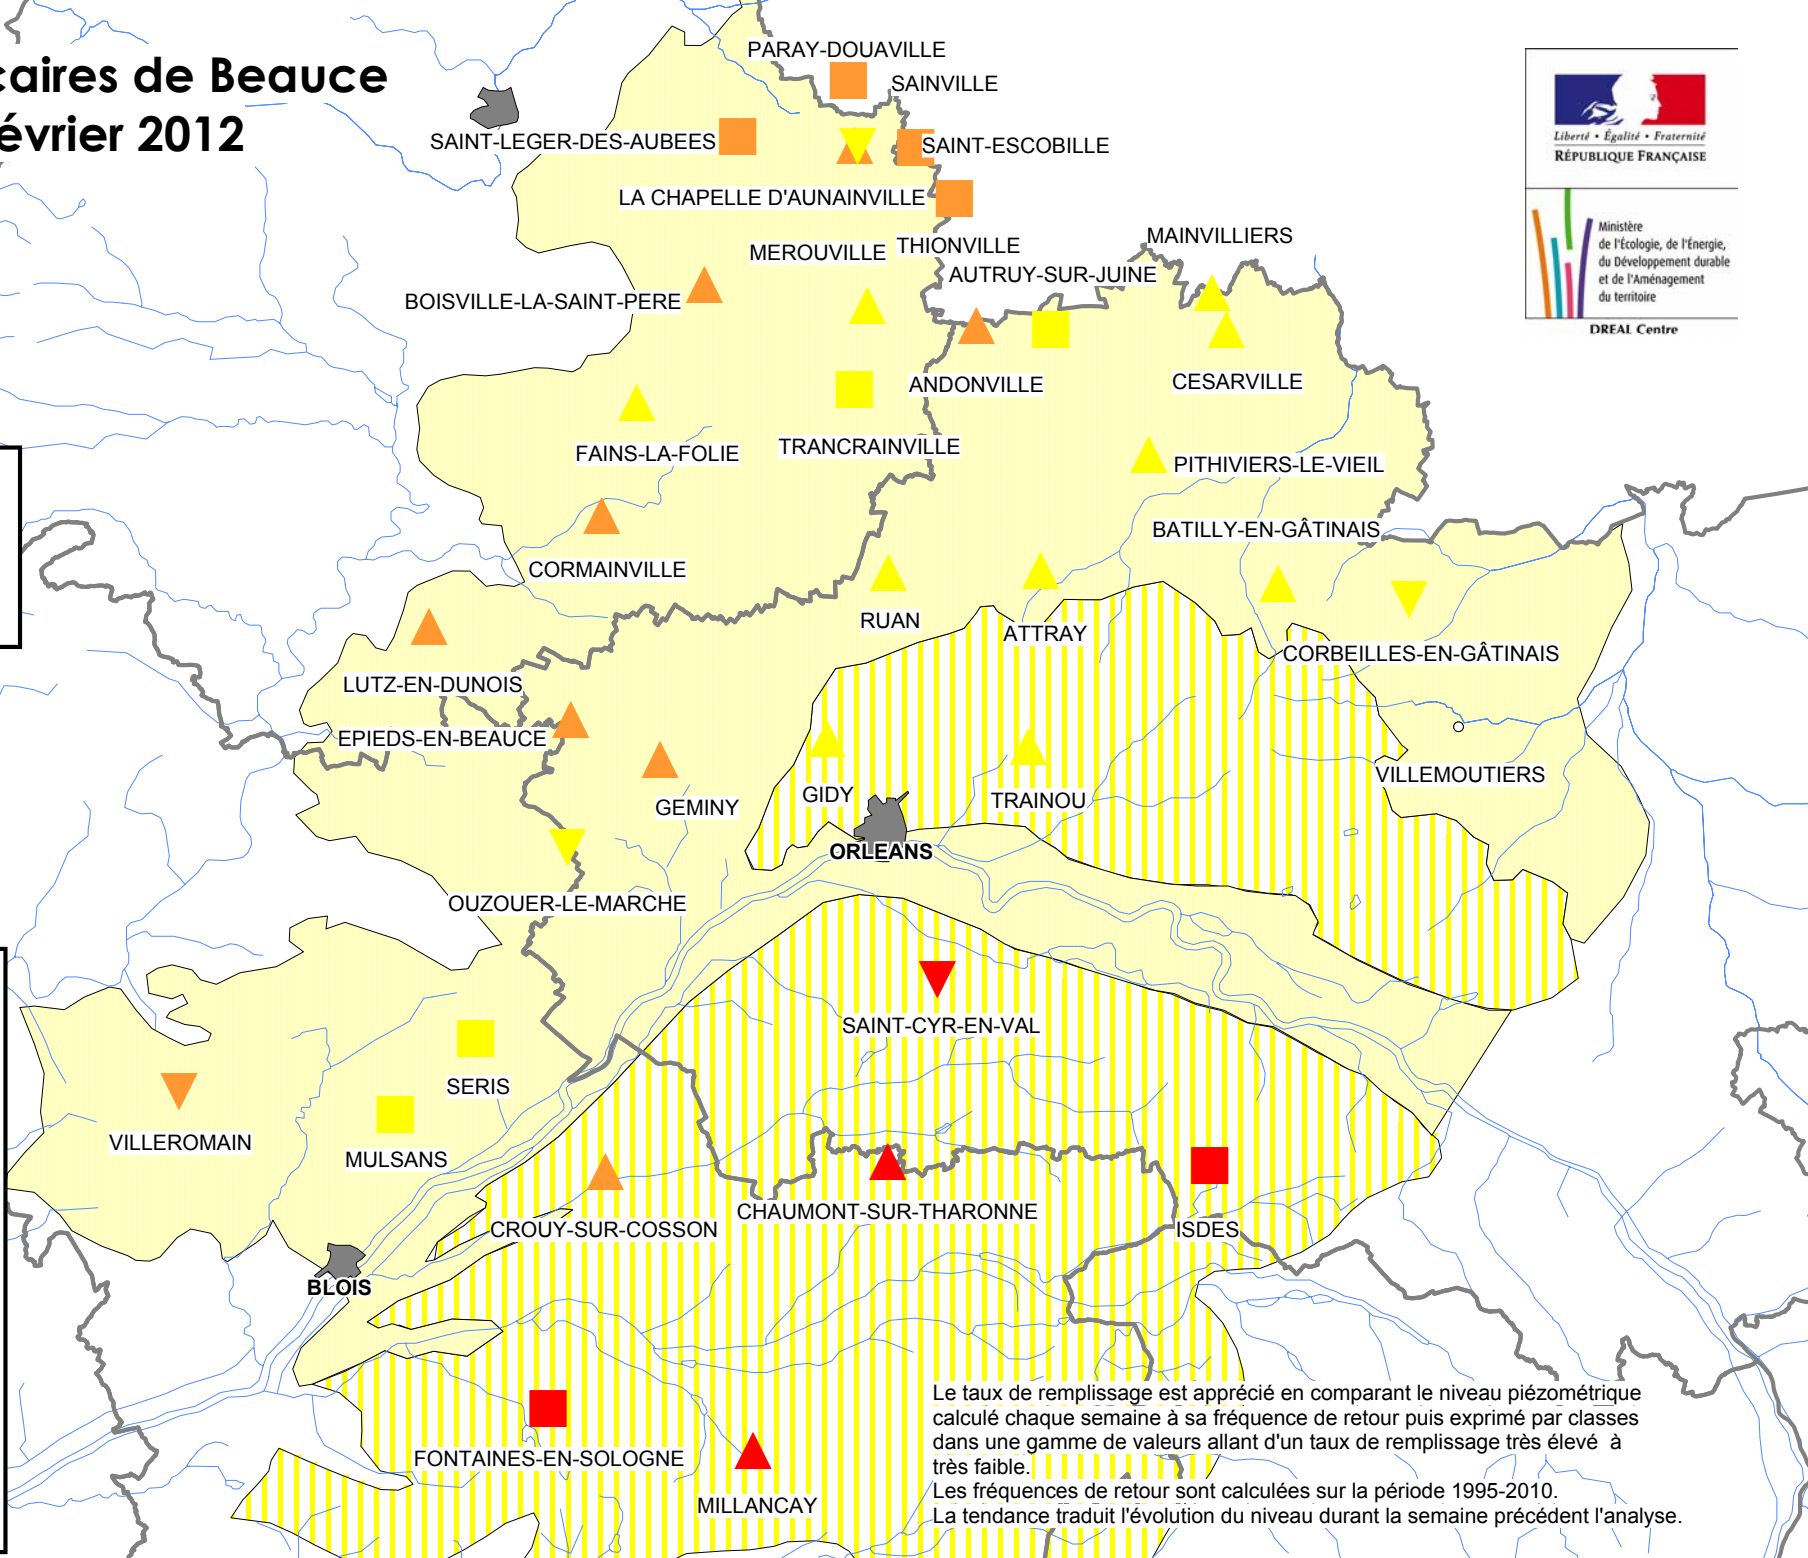 caires de Beauce
évrier 2012
PARAY-DOUAVILLE
SAINVILLE
SAINT-LEGER-DES-AUBEES
SAINT-ESCOBILLE
LA CHAPELLE D'AUNAINVILLE
MEROUVILLE
THIONVILLE
MAINVILLIERS
AUTRUY-SUR-JUINE
BOISVILLE-LA-SAINT-PERE
ANDONVILLE
CESARVILLE
FAINS-LA-FOLIE
TRANCRAINVILLE
PITHIVIERS-LE-VIEIL
BATILLY-EN-GÂTINAIS
CORMAINVILLE
RUAN
ATTRAY
CORBEILLES-EN-GÂTINAIS
LUTZ-EN-DUNOIS
EPIEDS-EN-BEAUCE
GEMINY
GIDY
TRAINOU
VILLEMOUTIERS
ORLEANS
OUZOUER-LE-MARCHE
SAINT-CYR-EN-VAL
SERIS
VILLEROMAIN
MULSANS
CROUY-SUR-COSSON
CHAUMONT-SUR-THARONNE
ISDES
BLOIS
FONTAINES-EN-SOLOGNE
MILLANCAY
Liberté • Égalité • Fraternité
RÉPUBLIQUE FRANÇAISE
Ministère
de l'Écologie, de l'Énergie,
du Développement durable
et de l'Aménagement
du territoire
DREAL Centre
Le taux de remplissage est apprécié en comparant le niveau piézométrique
calculé chaque semaine à sa fréquence de retour puis exprimé par classes
dans une gamme de valeurs allant d'un taux de remplissage très élevé à
très faible.
Les fréquences de retour sont calculées sur la période 1995-2010.
La tendance traduit l'évolution du niveau durant la semaine précédent l'analyse.